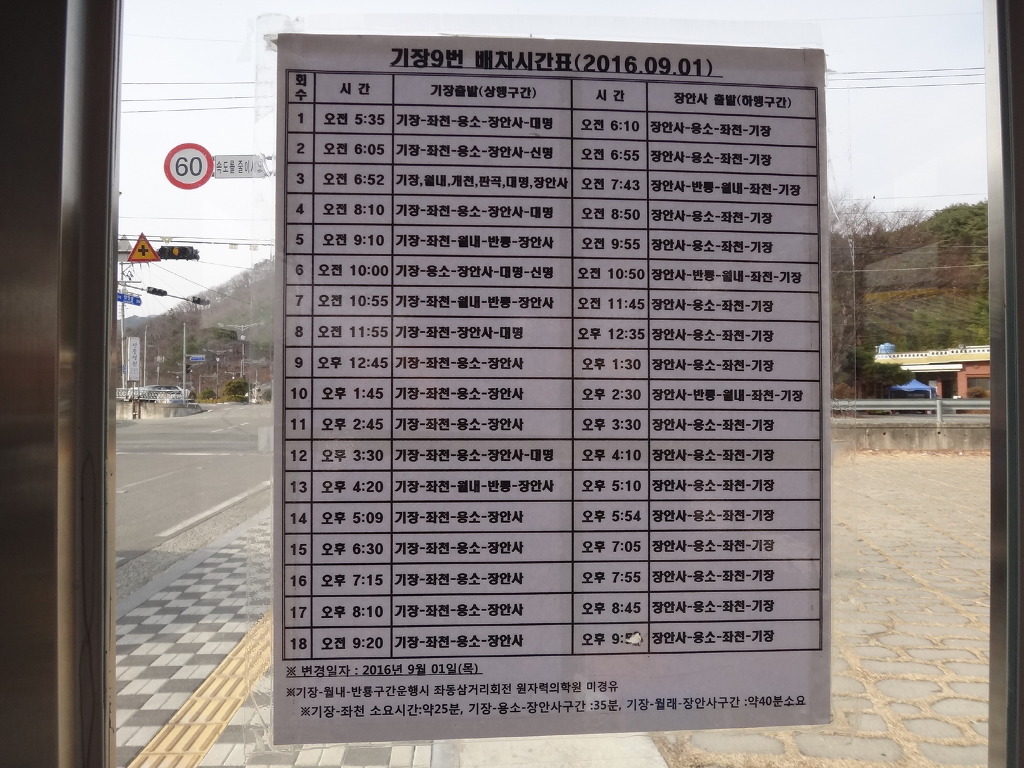 기장9번 배차시간표(2016.09.01)
회수 시 간 기장출발(상행구간) 시 간 장안사 출발(하행구간)
1 오전 5:35 기장-좌천-용소-장안사-대명 오전 6:10 장안사-용소-좌천-기장
2 오전 6:05 기장-좌천-용소-장안사-신명 오전 6:55 장안사-용소-좌천-기장
3 오전 6:52 기장,월내,개천,판곡,대명,장안사 오전 7:43 장안사-반룡-월내-좌천-기장
4 오전 8:10 기장-좌천-용소-장안사-대명 오전 8:50 장안사-용소-좌천-기장
5 오전 9:10 기장-좌천-월내-반룡-장안사 오전 9:55 장안사-용소-좌천-기장
6 오전 10:00 기장-용소-장안사-대명-신명 오전 10:50 장안사-반룡-월내-좌천-기장
7 오전 10:55 기장-좌천-월내-반룡-장안사 오전 11:45 장안사-용소-좌천-기장
8 오전 11:55 기장-좌천-장안사-대명 오후 12:35 장안사-용소-좌천-기장
9 오후 12:45 기장-좌천-용소-장안사 오후 1:30 장안사-용소-좌천-기장
10 오후 1:45 기장-좌천-용소-장안사 오후 2:30 장안사-반룡-월내-좌천-기장
11 오후 2:45 기장-좌천-용소-장안사 오후 3:30 장안사-용소-좌천-기장
12 오후 3:30 기장-좌천-용소-장안사-대명 오후 4:10 장안사-용소-좌천-기장
13 오후 4:20 기장-좌천-월내-반룡-장안사 오후 5:10 장안사-용소-좌천-기장
14 오후 5:09 기장-좌천-용소-장안사 오후 5:54 장안사-용소-좌천-기장
15 오후 6:30 기장-좌천-용소-장안사 오후 7:05 장안사-용소-좌천-기장
16 오후 7:15 기장-좌천-용소-장안사 오후 7:55 장안사-용소-좌천-기장
17 오후 8:10 기장-좌천-용소-장안사 오후 8:45 장안사-용소-좌천-기장
18 오전 9:20 기장-좌천-용소-장안사 오후 장안사-용소-좌천-기장
※ 변경일자 : 2016년 9월 01일(목)
※기장-월내-반룡구간운행시 좌동삼거리회전 원자력의학원 미경유
※기장-좌천 소요시간:약25분, 기장-용소-장안사구간 :35분, 기장-월래-장안사구간 :약40분소요
60
속도를 줄이시오